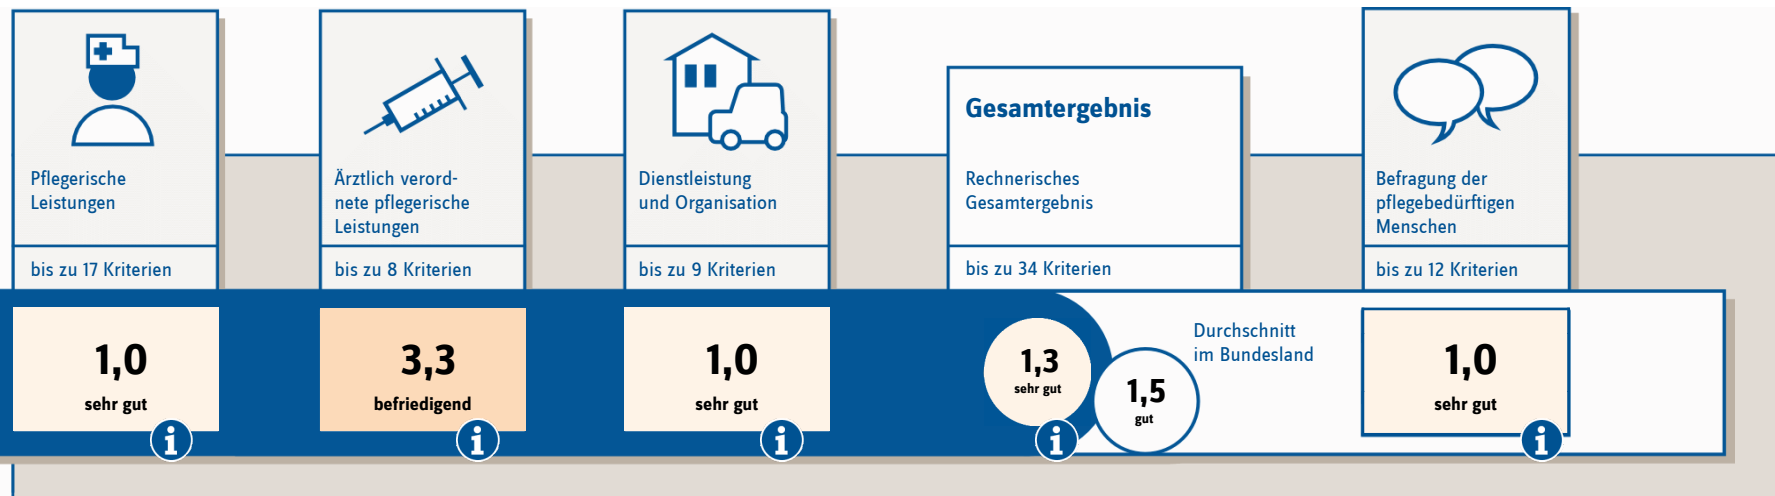 Pflegerische
Leistungen
bis zu 17 Kriterien
1,0
sehr gut
i
Ärztlich verord-
nete pflegerische
Leistungen
bis zu 8 Kriterien
3,3
befriedigend
i
Dienstleistung
und Organisation
bis zu 9 Kriterien
1,0
sehr gut
i
Gesamtergebnis
Rechnerisches
Gesamtergebnis
bis zu 34 Kriterien
1,3
sehr gut
i
1,5
gut
Durchschnitt
im Bundesland
Befragung der
pflegebedürftigen
Menschen
bis zu 12 Kriterien
1,0
sehr gut
i